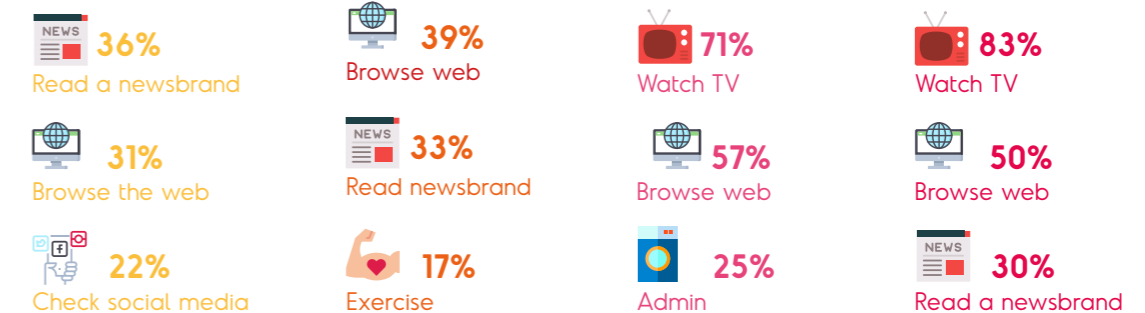 NEWS
36%
Read a newsbrand
31%
Browse the web
22%
Check social media
39%
Browse web
NEWS
33%
Read newsbrand
17%
Exercise
71%
Watch TV
57%
Browse web
25%
Admin
83%
Watch TV
50%
Browse web
NEWS
30%
Read a newsbrand